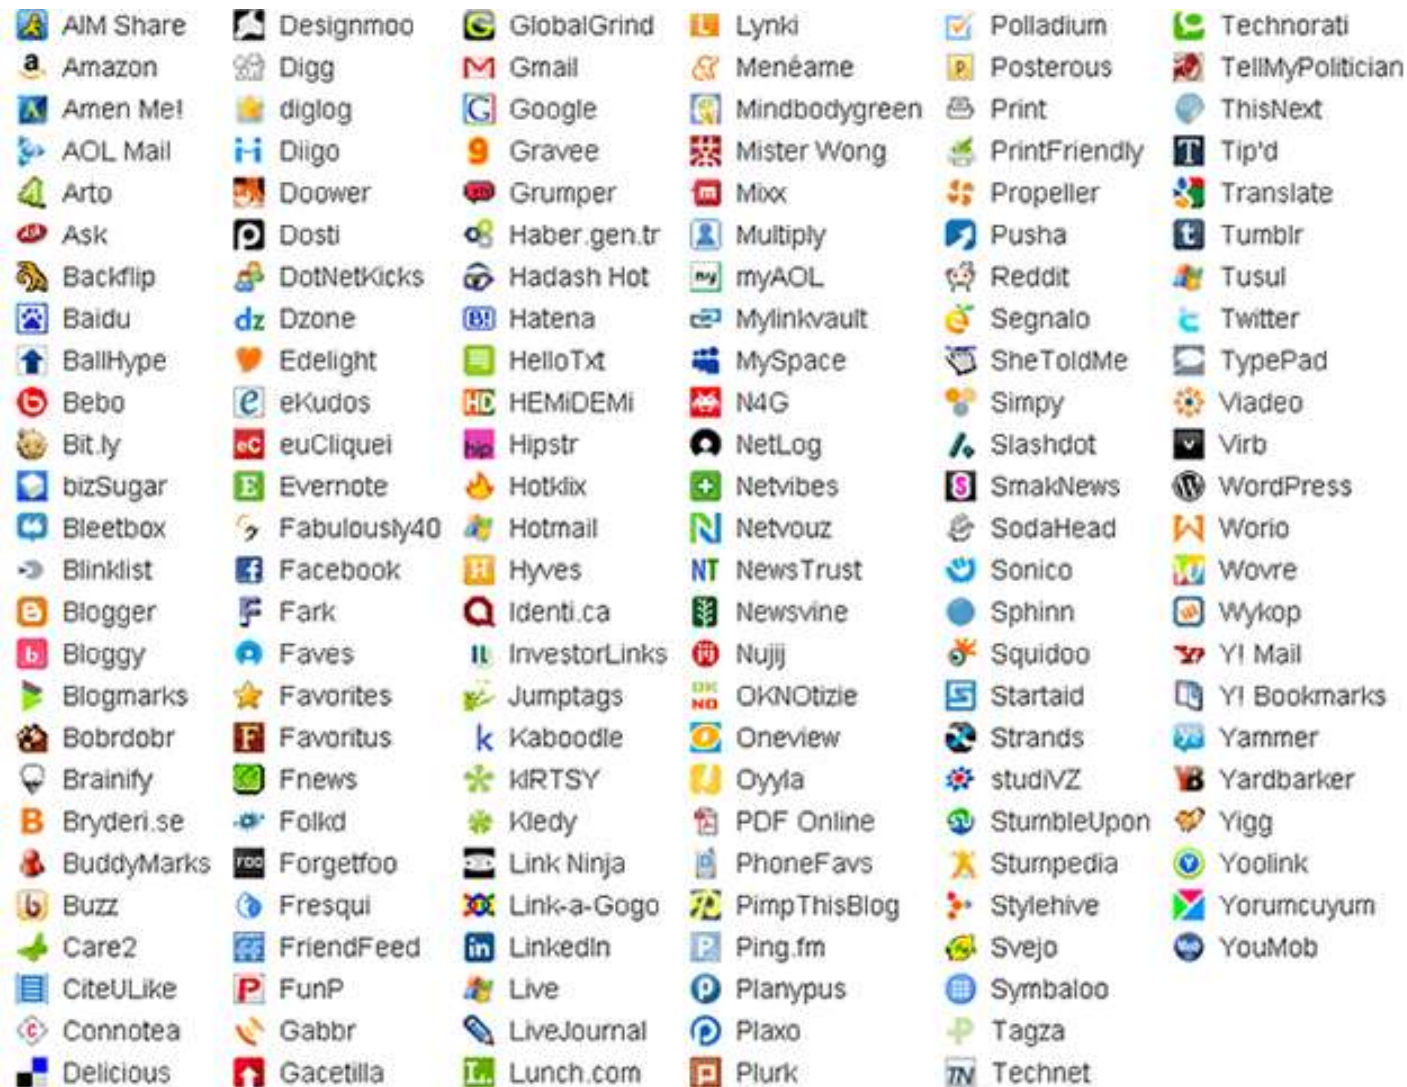 AIM Share
Amazon
Amen Me!
AOL Mail
Arto
Ask
Backflip
Baidu
BallHype
Bebo
Bit.ly
bizSugar
Bleetbox
Blinklist
Blogger
Bloggy
Blogmarks
Bobrdobr
Brainify
Bryderi.se
BuddyMarks
Buzz
Care2
CiteULike
Connotea
Delicious
Designmoo
Digg
diglog
Diigo
Doower
Dosti
DotNetKicks
Dzone
Edelight
eKudos
euCliquei
Evernote
Fabulously40
Facebook
Fark
Faves
Favorites
Favoritus
Fnews
Folkd
Forgetfoo
Fresqui
FriendFeed
FunP
Gabbr
Gacetilla
GlobalGrind
Gmail
Google
Gravee
Grumper
Haber.gen.tr
Hadash Hot
Hatena
HelloTxt
HEMiDEMi
Hipstr
Hotklix
Hotmail
Hyves
Identi.ca
InvestorLinks
Jumptags
Kaboodle
kIRTSY
Kledy
Link Ninja
Link-a-Gogo
LinkedIn
Live
LiveJournal
Lunch.com
Lynki
Menéame
Mindbodygreen
Mister Wong
Mixx
Multiply
myAOL
Mylinkvault
MySpace
N4G
NetLog
Netvibes
Netvouz
NewsTrust
Newsvine
Nujij
OKNOtizie
Oneview
Oyyla
PDF Online
PhoneFavs
PimpThisBlog
Ping.fm
Planypus
Plaxo
Plurk
Polladium
Posterous
Print
PrintFriendly
Propeller
Pusha
Reddit
Segnalo
SheToldMe
Simpy
Slashdot
SmakNews
SodaHead
Sonico
Sphinn
Squidoo
Startaid
Strands
studiVZ
StumbleUpon
Stumpedia
Stylehive
Svejo
Symbaloo
Tagza
Technet
Technorati
TellMyPolitician
ThisNext
Tip'd
Translate
Tumblr
Tusul
Twitter
TypePad
Viadeo
Virb
WordPress
Worio
Wovre
Wykop
Y! Mail
Y! Bookmarks
Yammer
Yardbarker
Yigg
Yoolink
Yorumcuyum
YouMob